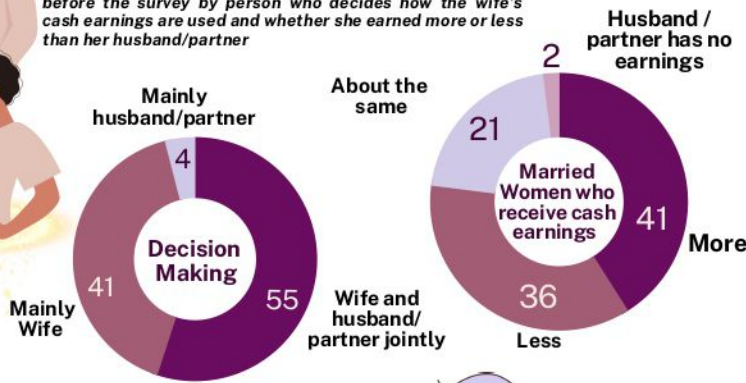 before the survey by person who decides how the wife's
cash earnings are used and whether she earned more or less
than her husband/partner
Mainly
husband/partner
4
Decision
Making
41
55
Mainly
Wife
Wife and
husband/
partner jointly
Husband /
partner has no
earnings
2
About the
same
21
Married
Women who
receive cash
earnings
41
More
36
Less